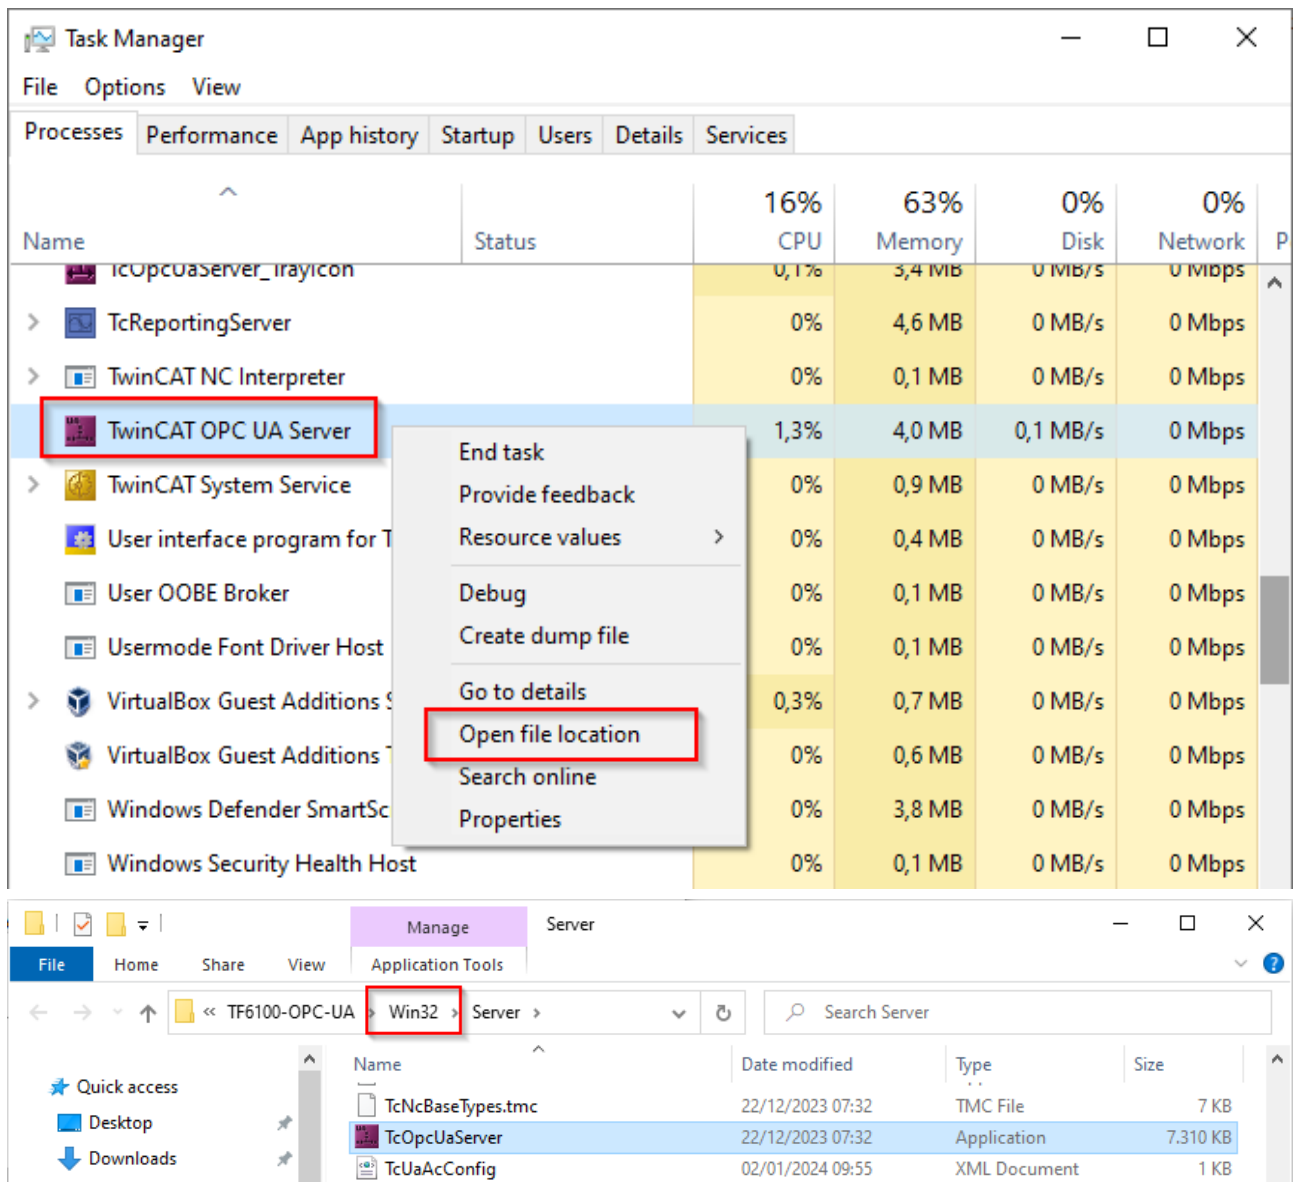 Task Manager
File Options View
Processes Performance App history Startup Users Details Services
16% 63% 0% 0%
Name Status CPU Memory Disk Network P
TcOpcUaServer_TrayIcon 0,1% 3,4 MB 0 MB/s 0 Mbps
TcReportingServer 0% 4,6 MB 0 MB/s 0 Mbps
TwinCAT NC Interpreter 0% 0,1 MB 0 MB/s 0 Mbps
TwinCAT OPC UA Server 1,3% 4,0 MB 0,1 MB/s 0 Mbps
End task
TwinCAT System Service 0% 0,9 MB 0 MB/s 0 Mbps
Provide feedback
User interface program for T 0% 0,4 MB 0 MB/s 0 Mbps
Resource values
User OOBE Broker 0% 0,1 MB 0 MB/s 0 Mbps
Debug
Create dump file
Usermode Font Driver Host 0% 0,1 MB 0 MB/s 0 Mbps
Go to details
VirtualBox Guest Additions S 0,3% 0,7 MB 0 MB/s 0 Mbps
Open file location
VirtualBox Guest Additions T 0% 0,6 MB 0 MB/s 0 Mbps
Search online
Windows Defender SmartSc 0% 3,8 MB 0 MB/s 0 Mbps
Properties
Windows Security Health Host 0% 0,1 MB 0 MB/s 0 Mbps
Manage Server
File Home Share View Application Tools
« TF6100-OPC-UA > Win32 > Server > Search Server
Name Date modified Type Size
Quick access
TcNcBaseTypes.tmc 22/12/2023 07:32 TMC File 7 KB
Desktop
TcOpcUaServer 22/12/2023 07:32 Application 7.310 KB
Downloads
TcUaAcConfig 02/01/2024 09:55 XML Document 1 KB